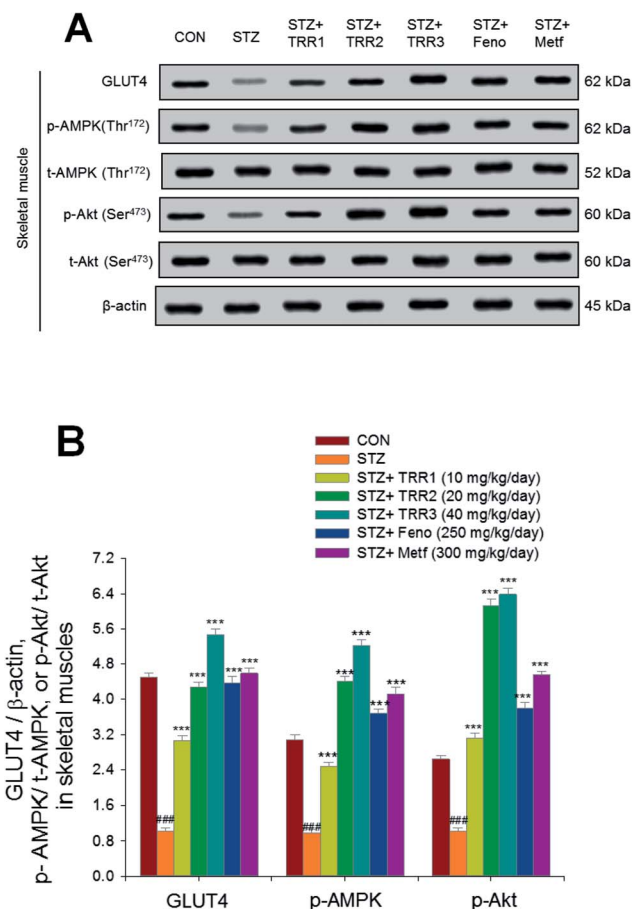 A
CON STZ STZ+ TRR1 STZ+ TRR2 STZ+ TRR3 STZ+ Feno STZ+ Metf
Skeletal muscle
GLUT4 62 kDa
p-AMPK(Thr¹⁷²) 62 kDa
t-AMPK (Thr¹⁷²) 52 kDa
p-Akt (Ser⁴⁷³) 60 kDa
t-Akt (Ser⁴⁷³) 60 kDa
β-actin 45 kDa
B
CON
STZ
STZ+ TRR1 (10 mg/kg/day)
STZ+ TRR2 (20 mg/kg/day)
STZ+ TRR3 (40 mg/kg/day)
STZ+ Feno (250 mg/kg/day)
STZ+ Metf (300 mg/kg/day)
GLUT4 / β-actin,
p- AMPK/ t-AMPK, or p-Akt/ t-Akt
in skeletal muscles
7.2
6.4
5.6
4.8
4.0
3.2
2.4
1.6
0.8
0.0
### *** *** *** *** ***
### *** *** *** *** ***
### *** *** *** *** ***
GLUT4 p-AMPK p-Akt